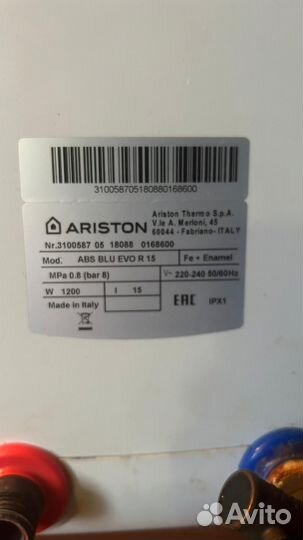 310058705180880168600
ARISTON
Ariston Thermo S.p.A.
V.le A. Merloni, 45
60044 - Fabriano- ITALY
Nr.3100587 05 18088 0168600
Mod. ABS BLU EVO R 15 Fe + Enamel
MPa 0.8 (bar 8) V~ 220-240 50/60Hz
W 1200 l 15
Made in Italy
EAC IPX1
Avito